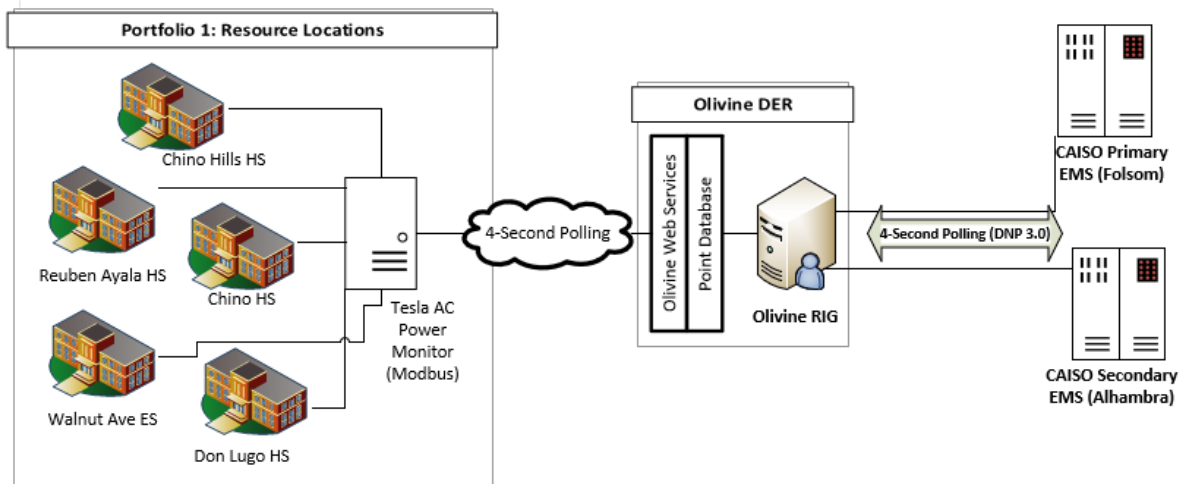 Portfolio 1: Resource Locations
Chino Hills HS
Reuben Ayala HS
Chino HS
Walnut Ave ES
Don Lugo HS
Tesla AC
Power
Monitor
(Modbus)
4-Second Polling
Olivine DER
Olivine Web Services
Point Database
Olivine RIG
4-Second Polling (DNP 3.0)
CAISO Primary
EMS (Folsom)
CAISO Secondary
EMS (Alhambra)